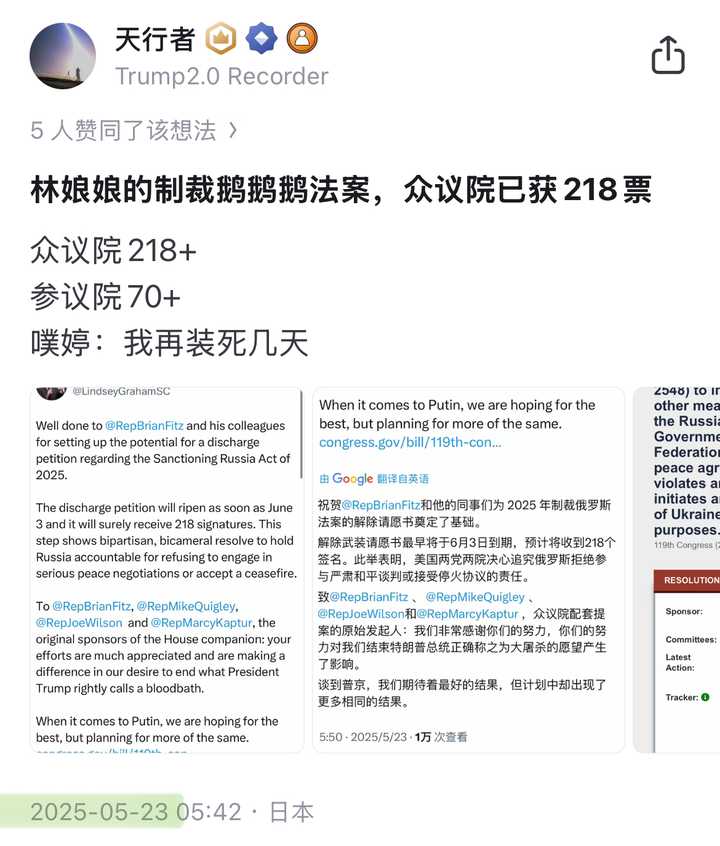 天行者
Trump2.0 Recorder
5 人赞同了该想法
林娘娘的制裁鹅鹅鹅法案，众议院已获218票
众议院218+
参议院70+
噗婷：我再装死几天
@LindseyGrahamSC
Well done to @RepBrianFitz and his colleagues
for setting up the potential for a discharge
petition regarding the Sanctioning Russia Act of
2025.
The discharge petition will ripen as soon as June
3 and it will surely receive 218 signatures. This
step shows bipartisan, bicameral resolve to hold
Russia accountable for refusing to engage in
serious peace negotiations or accept a ceasefire.
To @RepBrianFitz, @RepMikeQuigley,
@RepJoeWilson and @RepMarcyKaptur, the
original sponsors of the House companion: your
efforts are much appreciated and are making a
difference in our desire to end what President
Trump rightly calls a bloodbath.
When it comes to Putin, we are hoping for the
best, but planning for more of the same.
When it comes to Putin, we are hoping for the
best, but planning for more of the same.
congress.gov/bill/119th-con...
由 Google 翻译自英语
祝贺@RepBrianFitz和他的同事们为 2025 年制裁俄罗斯
法案的解除请愿书奠定了基础。
解除武装请愿书最早将于6月3日到期，预计将收到218个
签名。此举表明，美国两党两院决心追究俄罗斯拒绝参
与严肃和平谈判或接受停火协议的责任。
致@RepBrianFitz 、 @RepMikeQuigley 、
@RepJoeWilson和@RepMarcyKaptur ，众议院配套提
案的原始发起人：我们非常感谢你们的努力，你们的努
力对我们结束特朗普总统正确称之为大屠杀的愿望产生
了影响。
谈到普京，我们期待着最好的结果，但计划中却出现了
更多相同的结果。
5:50 · 2025/5/23 · 1万 次查看
2548) to
other mea
the Russia
Governme
Federation
peace agr
violates a
initiates a
of Ukraine
purposes.
119th Congress (2
RESOLUTION
Sponsor:
Committees:
Latest
Action:
Tracker:
2025-05-23 05:42 · 日本